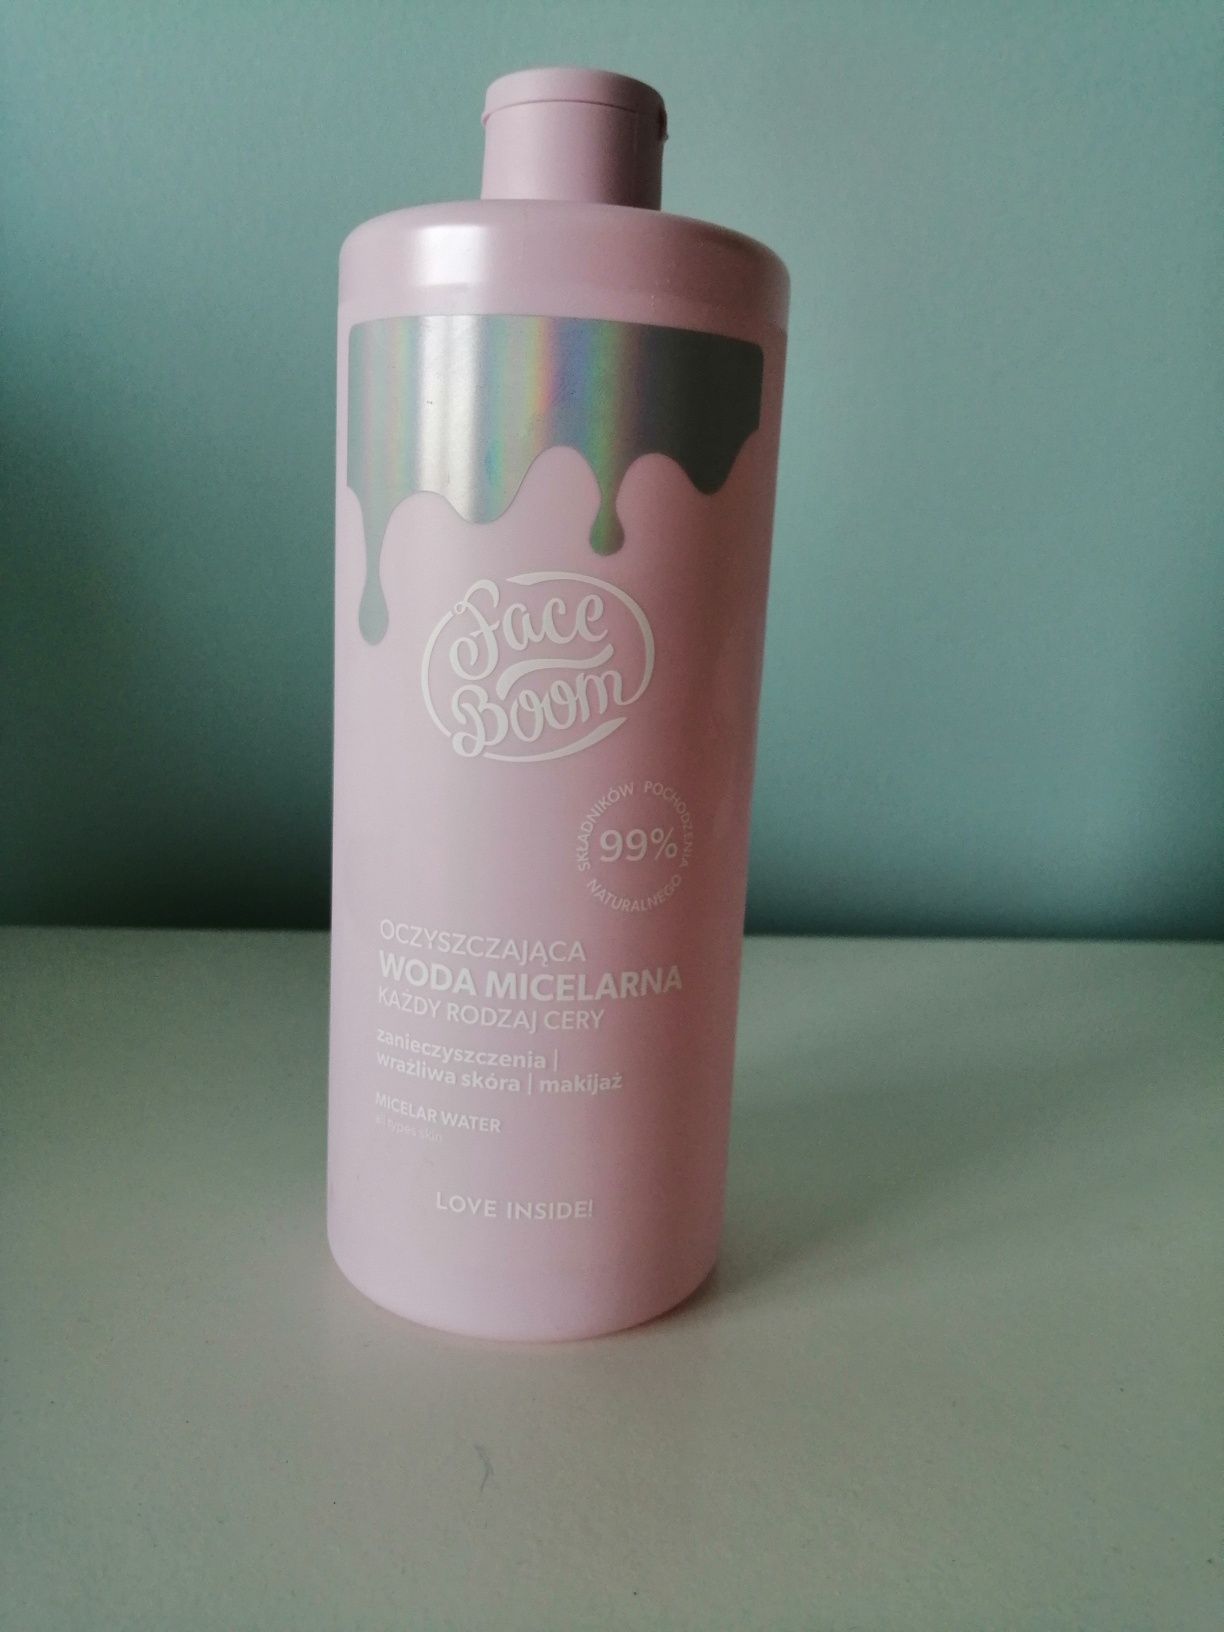 Face
Boom
SKŁADNIKÓW POCHODZENIA
99%
NATURALNEGO
OCZYSZCZAJĄCA
WODA MICELARNA
KAŻDY RODZAJ CERY
zanieczyszczenia |
wrażliwa skóra | makijaż
MICELAR WATER
all types skin
LOVE INSIDE!